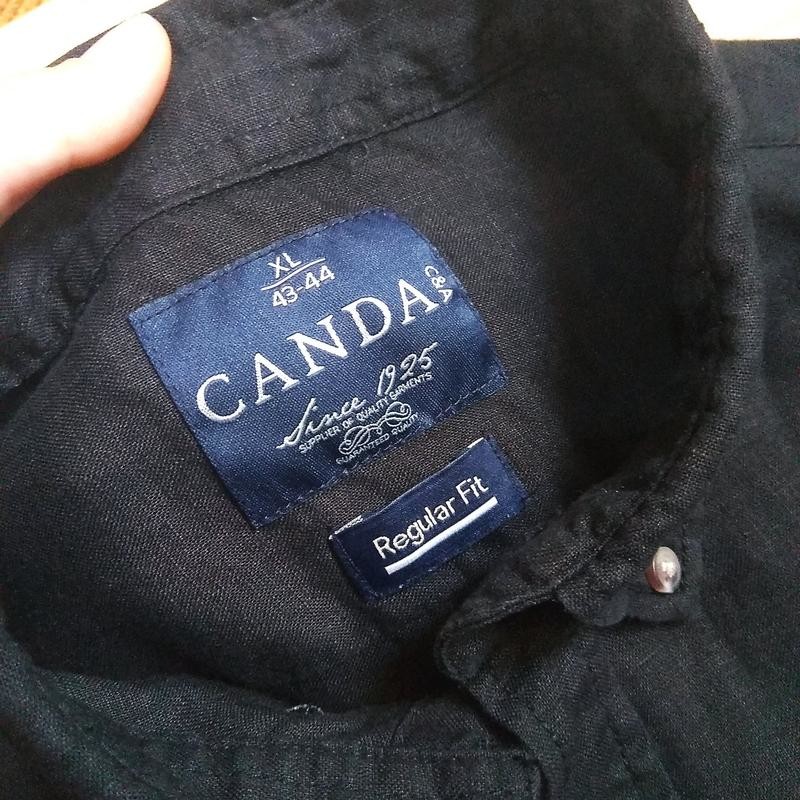 XL
43-44
CANDA
C&A
Since 1925
SUPPLIER OF QUALITY GARMENTS
GUARANTEED QUALITY
Regular Fit